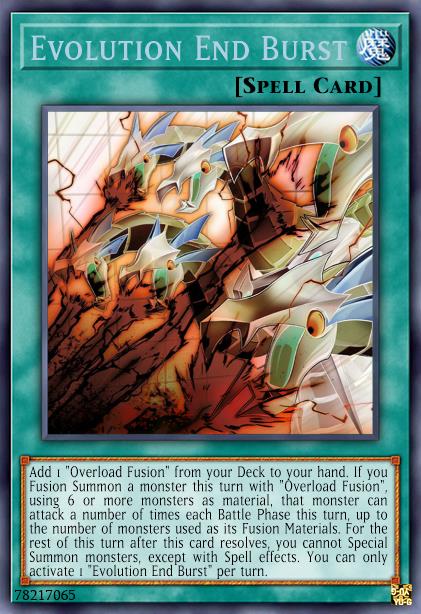 Evolution End Burst
魔
[Spell Card]
Add 1 "Overload Fusion" from your Deck to your hand. If you
Fusion Summon a monster this turn with "Overload Fusion",
using 6 or more monsters as material, that monster can
attack a number of times each Battle Phase this turn, up to
the number of monsters used as its Fusion Materials. For the
rest of this turn after this card resolves, you cannot Special
Summon monsters, except with Spell effects. You can only
activate 1 "Evolution End Burst" per turn.
78217065